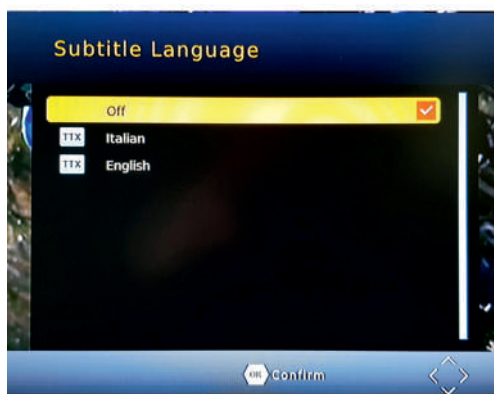 Subtitle Language
Off
TTX Italian
TTX English
OK Confirm